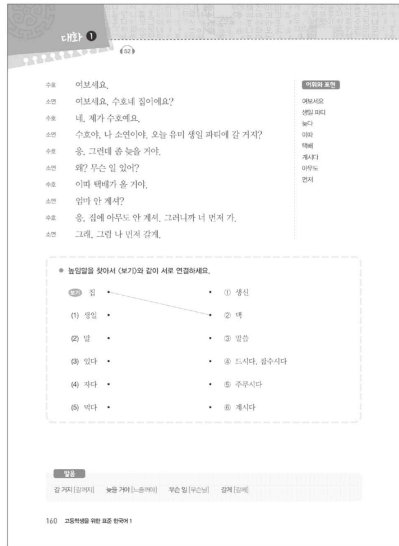 대화 1
62
수호 여보세요.
소연 여보세요, 수호네 집이에요?
수호 네, 제가 수호예요.
소연 수호야, 나 소연이야. 오늘 유미 생일 파티에 갈 거지?
수호 응. 그런데 좀 늦을 거야.
소연 왜? 무슨 일 있어?
수호 이따 택배가 올 거야.
소연 엄마 안 계셔?
수호 응, 집에 아무도 안 계셔. 그러니까 너 먼저 가.
소연 그래, 그럼 나 먼저 갈게.
어휘와 표현
여보세요
생일 파티
늦다
이따
택배
계시다
아무도
먼저
높임말을 찾아서 <보기>와 같이 서로 연결하세요.
보기 집 • • ① 생신
(1) 생일 • • ② 댁
(2) 말 • • ③ 말씀
(3) 있다 • • ④ 드시다, 잡수시다
(4) 자다 • • ⑤ 주무시다
(5) 먹다 • • ⑥ 계시다
발음
갈 거지[갈꺼지] 늦을 거야[느즐꺼야] 무슨 일[무슨닐] 갈게[갈께]
160 고등학생을 위한 표준 한국어 1